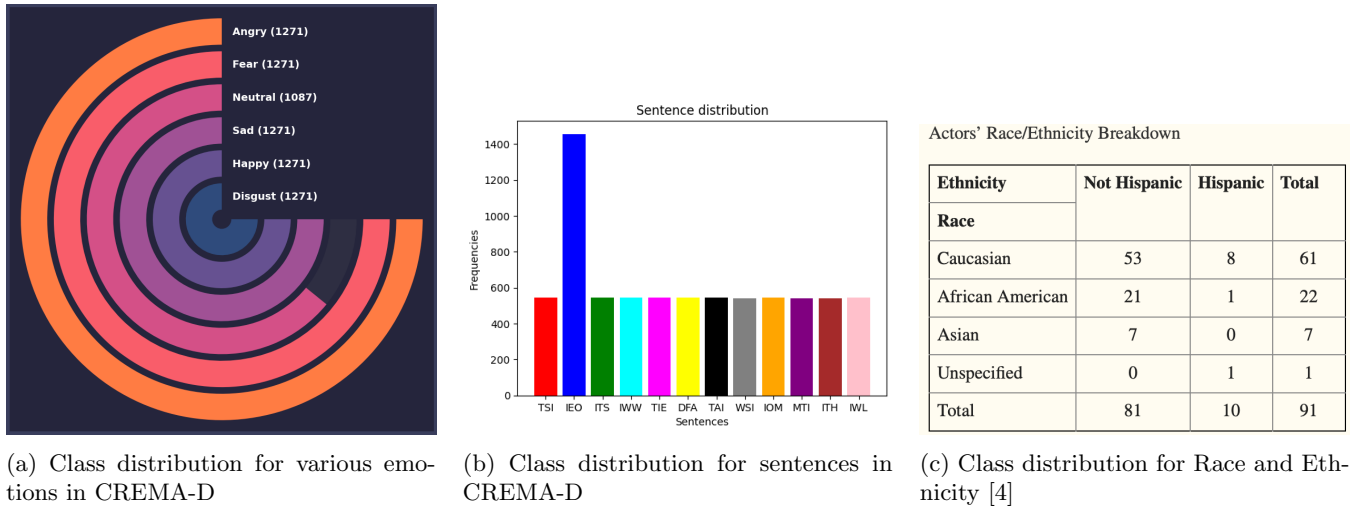 Angry (1271)
Fear (1271)
Neutral (1087)
Sad (1271)
Happy (1271)
Disgust (1271)
Sentence distribution
Frequencies
1400
1200
1000
800
600
400
200
0
TSI IEO ITS IWW TIE DFA TAI WSI IOM MTI ITH IWL
Sentences
Actors' Race/Ethnicity Breakdown
Ethnicity Not Hispanic Hispanic Total
Race
Caucasian 53 8 61
African American 21 1 22
Asian 7 0 7
Unspecified 0 1 1
Total 81 10 91
(a) Class distribution for various emo-
tions in CREMA-D
(b) Class distribution for sentences in
CREMA-D
(c) Class distribution for Race and Eth-
nicity [4]